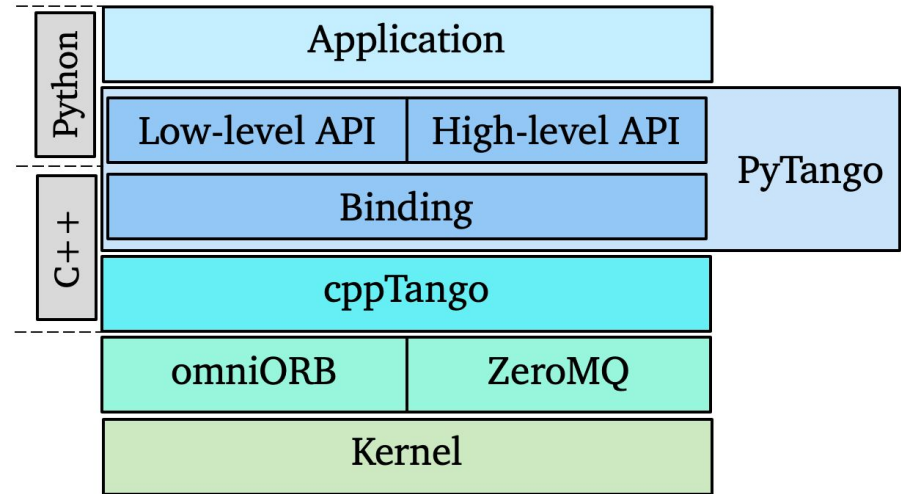 Python
Application
Low-level API
High-level API
PyTango
Binding
C++
cppTango
omniORB
ZeroMQ
Kernel